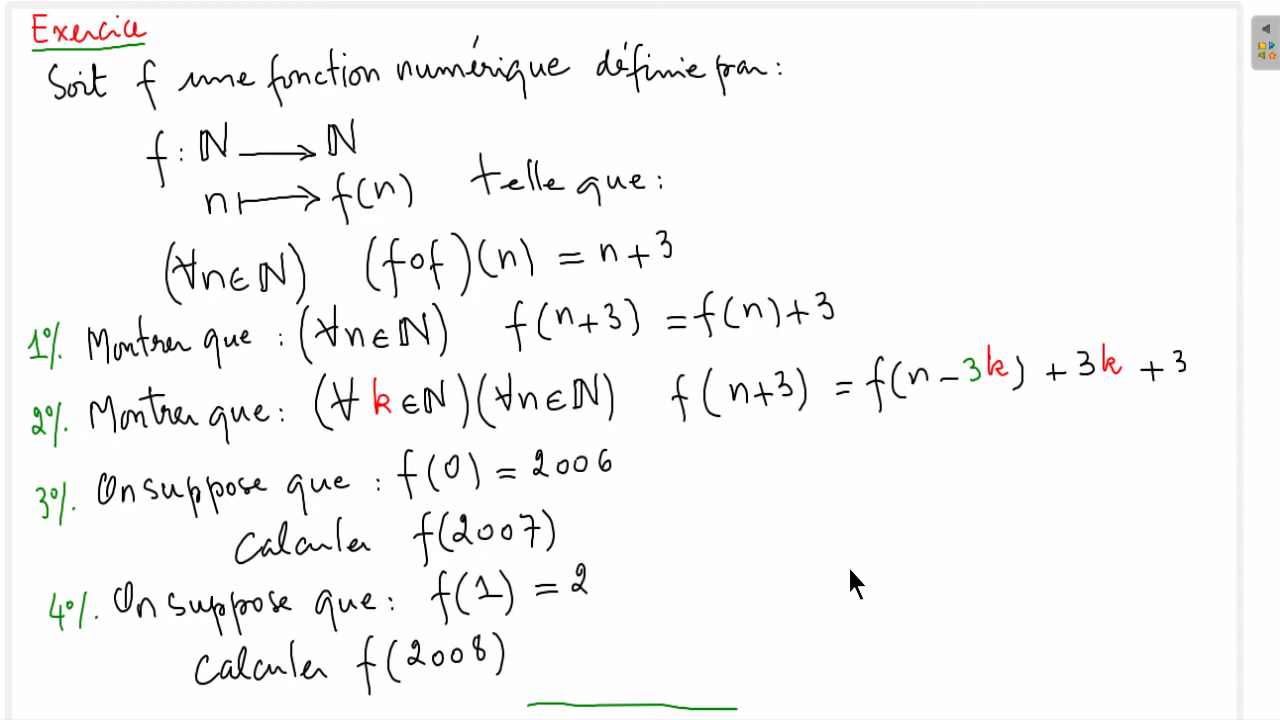 Exercice
Soit f une fonction numérique définie par :
f : ℕ ⟶ ℕ
n ⟼ f(n) telle que :
(∀n∈ℕ) (fof)(n) = n + 3
1°/. Montrer que : (∀n∈ℕ) f(n+3) = f(n) + 3
2°/. Montrer que : (∀k∈ℕ)(∀n∈ℕ) f(n+3) = f(n - 3k) + 3k + 3
3°/. On suppose que : f(0) = 2006
Calculer f(2007)
4°/. On suppose que : f(1) = 2
Calculer f(2008)